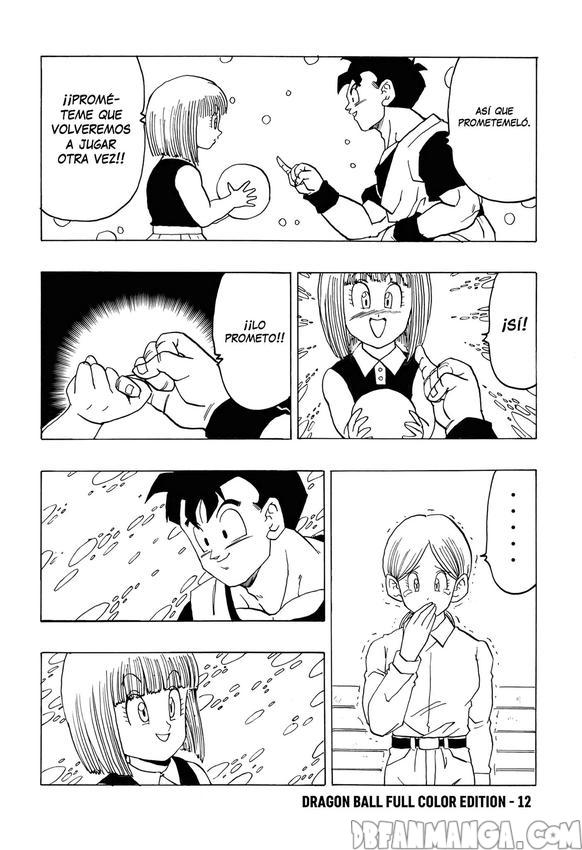 ASÍ QUE
PROMETEMELÓ.
¡¡PROMÉ-
TEME QUE
VOLVEREMOS
A JUGAR
OTRA VEZ!!
¡SÍ!
¡¡LO
PROMETO!!
......
DRAGON BALL FULL COLOR EDITION - 12
DBFANMANGA.COM